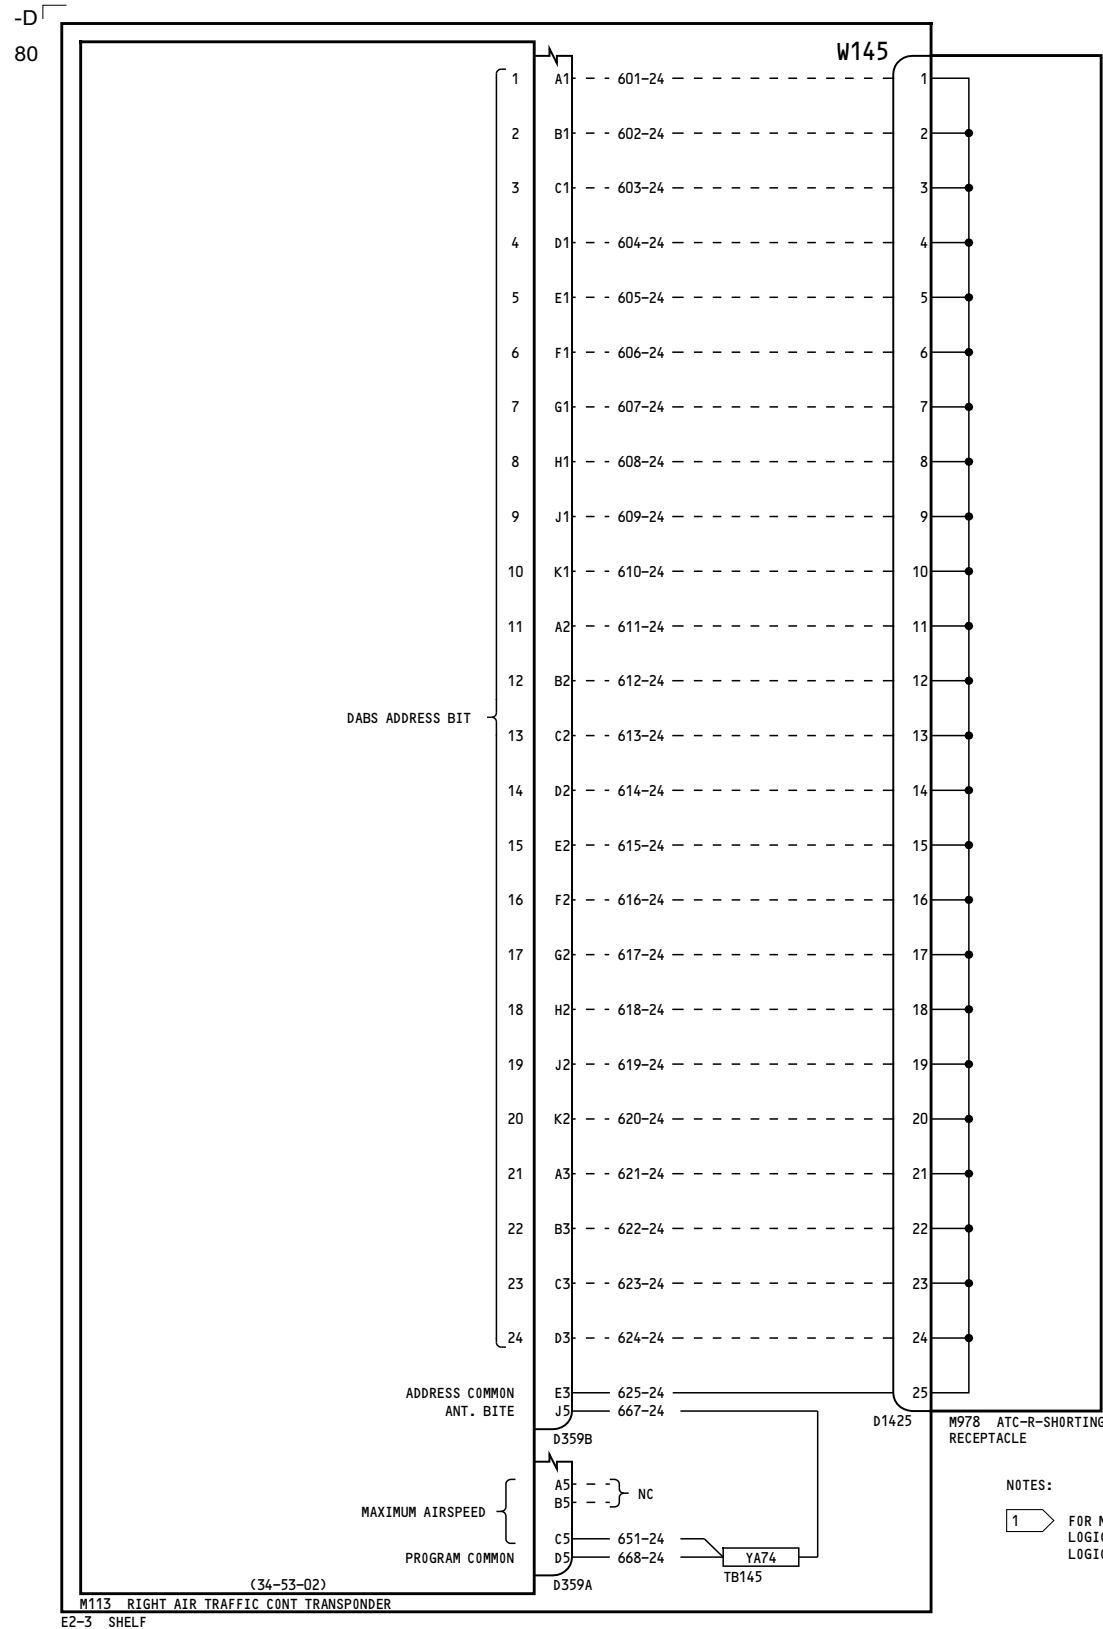 -D
80
W145
1 A1 601-24 1
2 B1 602-24 2
3 C1 603-24 3
4 D1 604-24 4
5 E1 605-24 5
6 F1 606-24 6
7 G1 607-24 7
8 H1 608-24 8
9 J1 609-24 9
10 K1 610-24 10
11 A2 611-24 11
12 B2 612-24 12
DABS ADDRESS BIT
13 C2 613-24 13
14 D2 614-24 14
15 E2 615-24 15
16 F2 616-24 16
17 G2 617-24 17
18 H2 618-24 18
19 J2 619-24 19
20 K2 620-24 20
21 A3 621-24 21
22 B3 622-24 22
23 C3 623-24 23
24 D3 624-24 24
ADDRESS COMMON E3 625-24 25
ANT. BITE J5 667-24
D359B
D1425
M978 ATC-R-SHORTING
RECEPTACLE
A5
B5
NC
MAXIMUM AIRSPEED
C5 651-24
PROGRAM COMMON D5 668-24 YA74
TB145
D359A
NOTES:
1 FOR
LOGIC
LOGIC
(34-53-02)
M113 RIGHT AIR TRAFFIC CONT TRANSPONDER
E2-3 SHELF